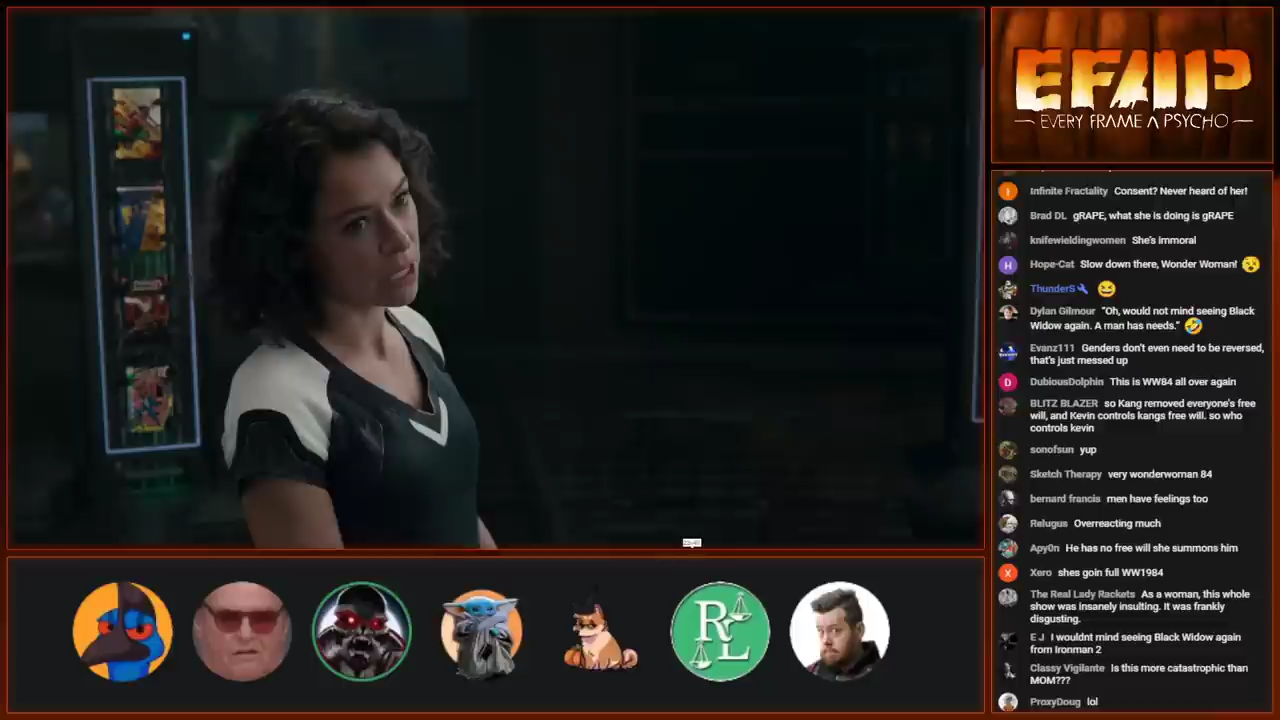 EFAP
EVERY FRAME A PSYCHO
Infinite Fractality Consent? Never heard of her!
Brad DL gRAPE, what she is doing is gRAPE
knifewieldingwomen She's immoral
H Hope-Cat Slow down there, Wonder Woman!
ThunderS
Dylan Gilmour "Oh, would not mind seeing Black
Widow again. A man has needs."
Evanz111 Genders don't even need to be reversed,
that's just messed up
D DubiousDolphin This is WW84 all over again
BLITZ BLAZER so Kang removed everyone's free
will, and Kevin controls kangs free will. so who
controls kevin
sonofsun yup
Sketch Therapy very wonderwoman 84
bernard francis men have feelings too
Relugus Overreacting much
Apy0n He has no free will she summons him
X Xero shes goin full WW1984
The Real Lady Rackets As a woman, this whole
show was insanely insulting. It was frankly
disgusting.
E J I wouldnt mind seeing Black Widow again
from Ironman 2
Classy Vigilante Is this more catastrophic than
MOM???
ProxyDoug lol
RL